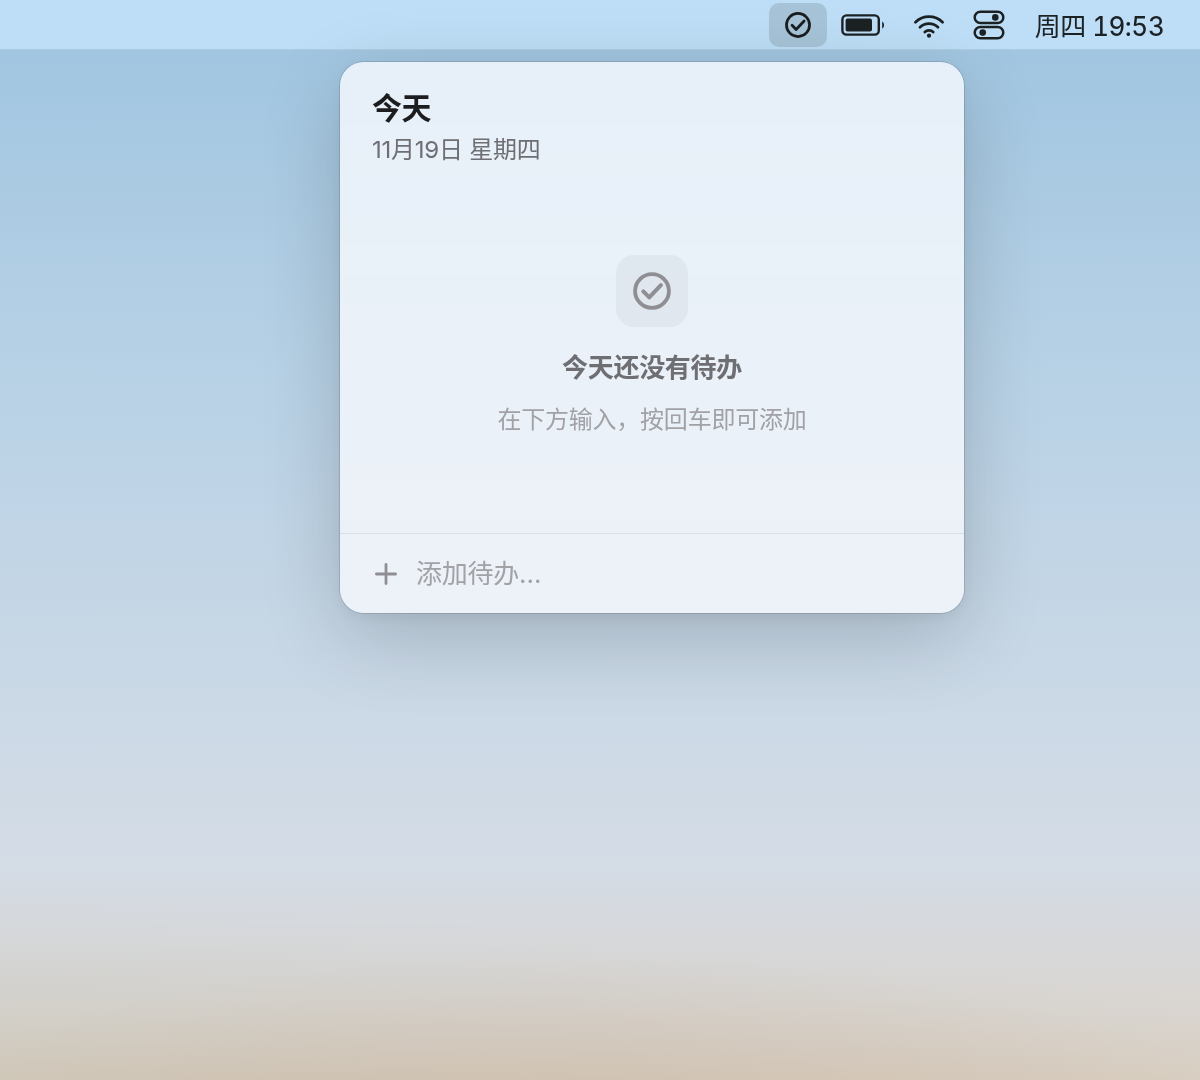 周四 19:53
今天
11月19日 星期四
今天还没有待办
在下方输入，按回车即可添加
添加待办...